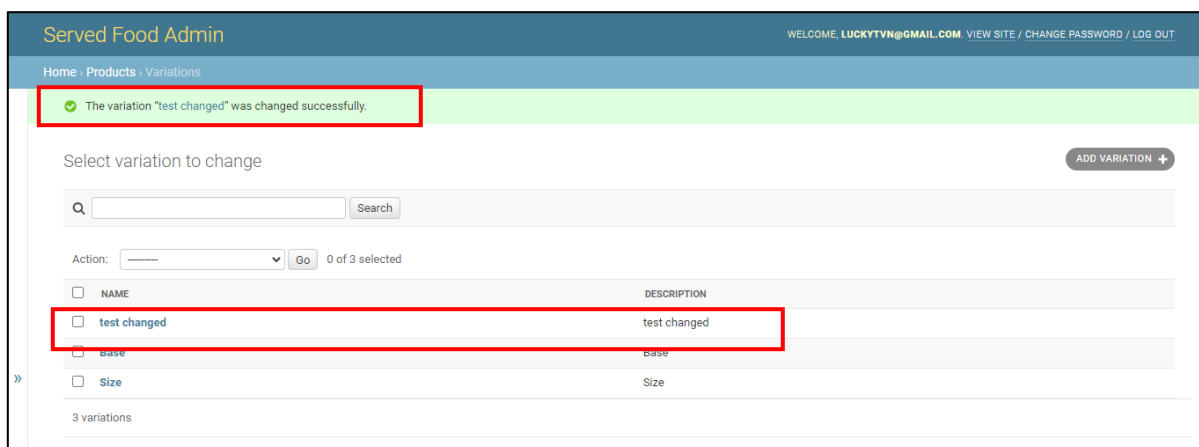 Served Food Admin
WELCOME, LUCKYTVN@GMAIL.COM. VIEW SITE / CHANGE PASSWORD / LOG OUT
Home › Products › Variations
The variation “test changed” was changed successfully.
Select variation to change
ADD VARIATION +
Search
Action: --------- Go 0 of 3 selected
NAME DESCRIPTION
test changed test changed
Base Base
» Size Size
3 variations